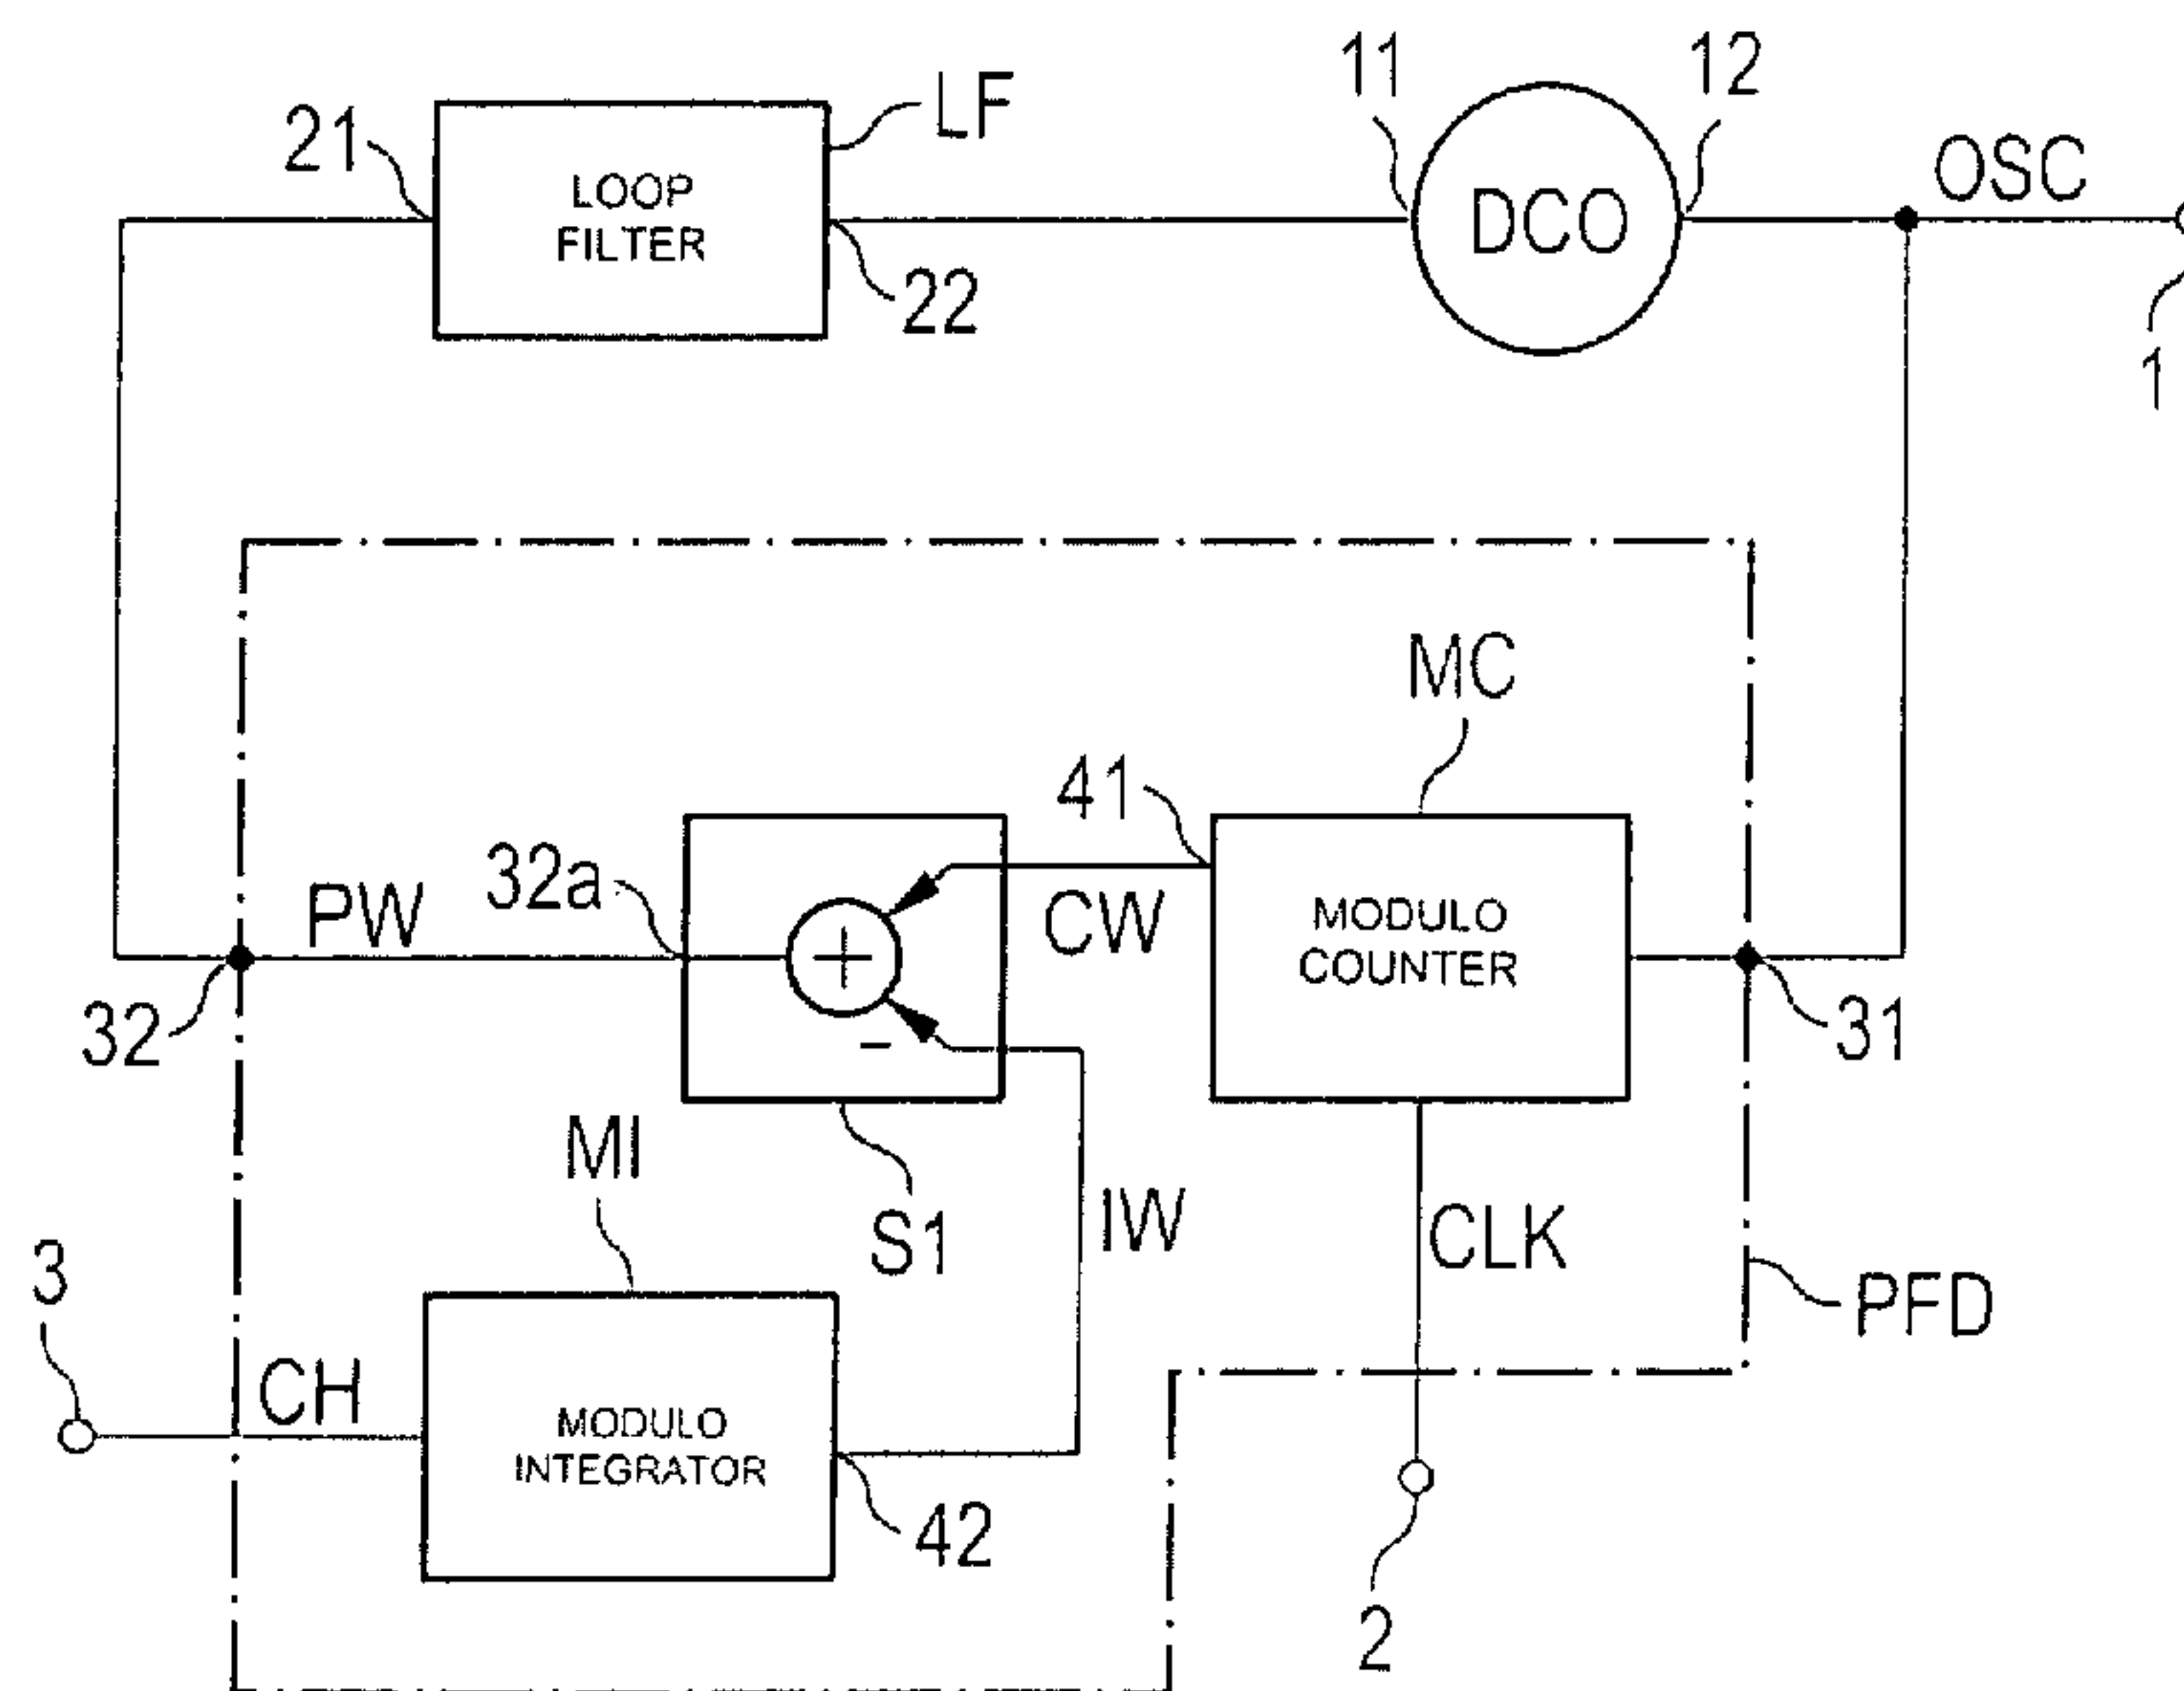 11
12
LF
21
OSC
LOOP
FILTER
DCO
22
1
MC
41
32a
PW
CW
MODULO
COUNTER
32
31
MI
IW
S1
CLK
3
PFD
CH
MODULO
INTEGRATOR
42
2